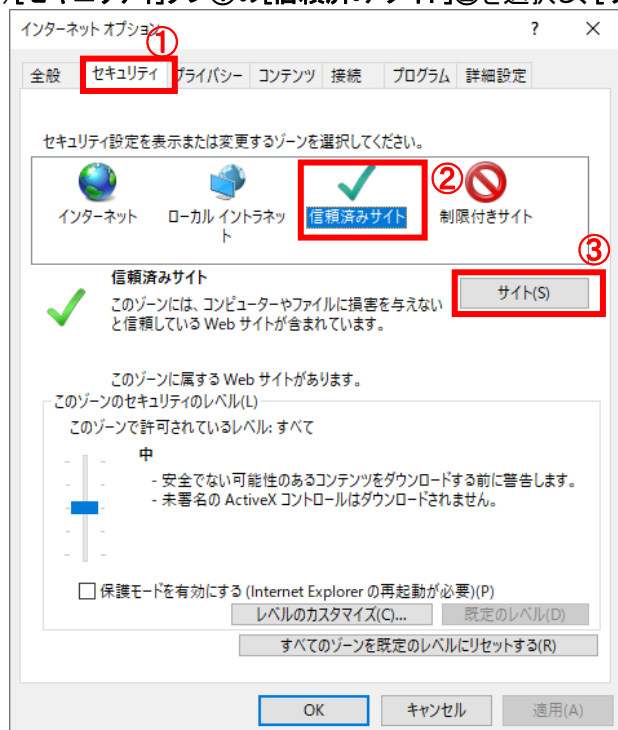 インターネット オプション
?
×
①
全般
セキュリティ
プライバシー
コンテンツ
接続
プログラム
詳細設定
セキュリティ設定を表示または変更するゾーンを選択してください。
②
インターネット
ローカル イントラネッ
ト
信頼済みサイト
制限付きサイト
③
信頼済みサイト
サイト(S)
このゾーンには、コンピューターやファイルに損害を与えない
と信頼している Web サイトが含まれています。
このゾーンに属する Web サイトがあります。
このゾーンのセキュリティのレベル(L)
このゾーンで許可されているレベル: すべて
中
- 安全でない可能性のあるコンテンツをダウンロードする前に警告します。
- 未署名の ActiveX コントロールはダウンロードされません。
保護モードを有効にする (Internet Explorer の再起動が必要)(P)
レベルのカスタマイズ(C)...
既定のレベル(D)
すべてのゾーンを既定のレベルにリセットする(R)
OK
キャンセル
適用(A)